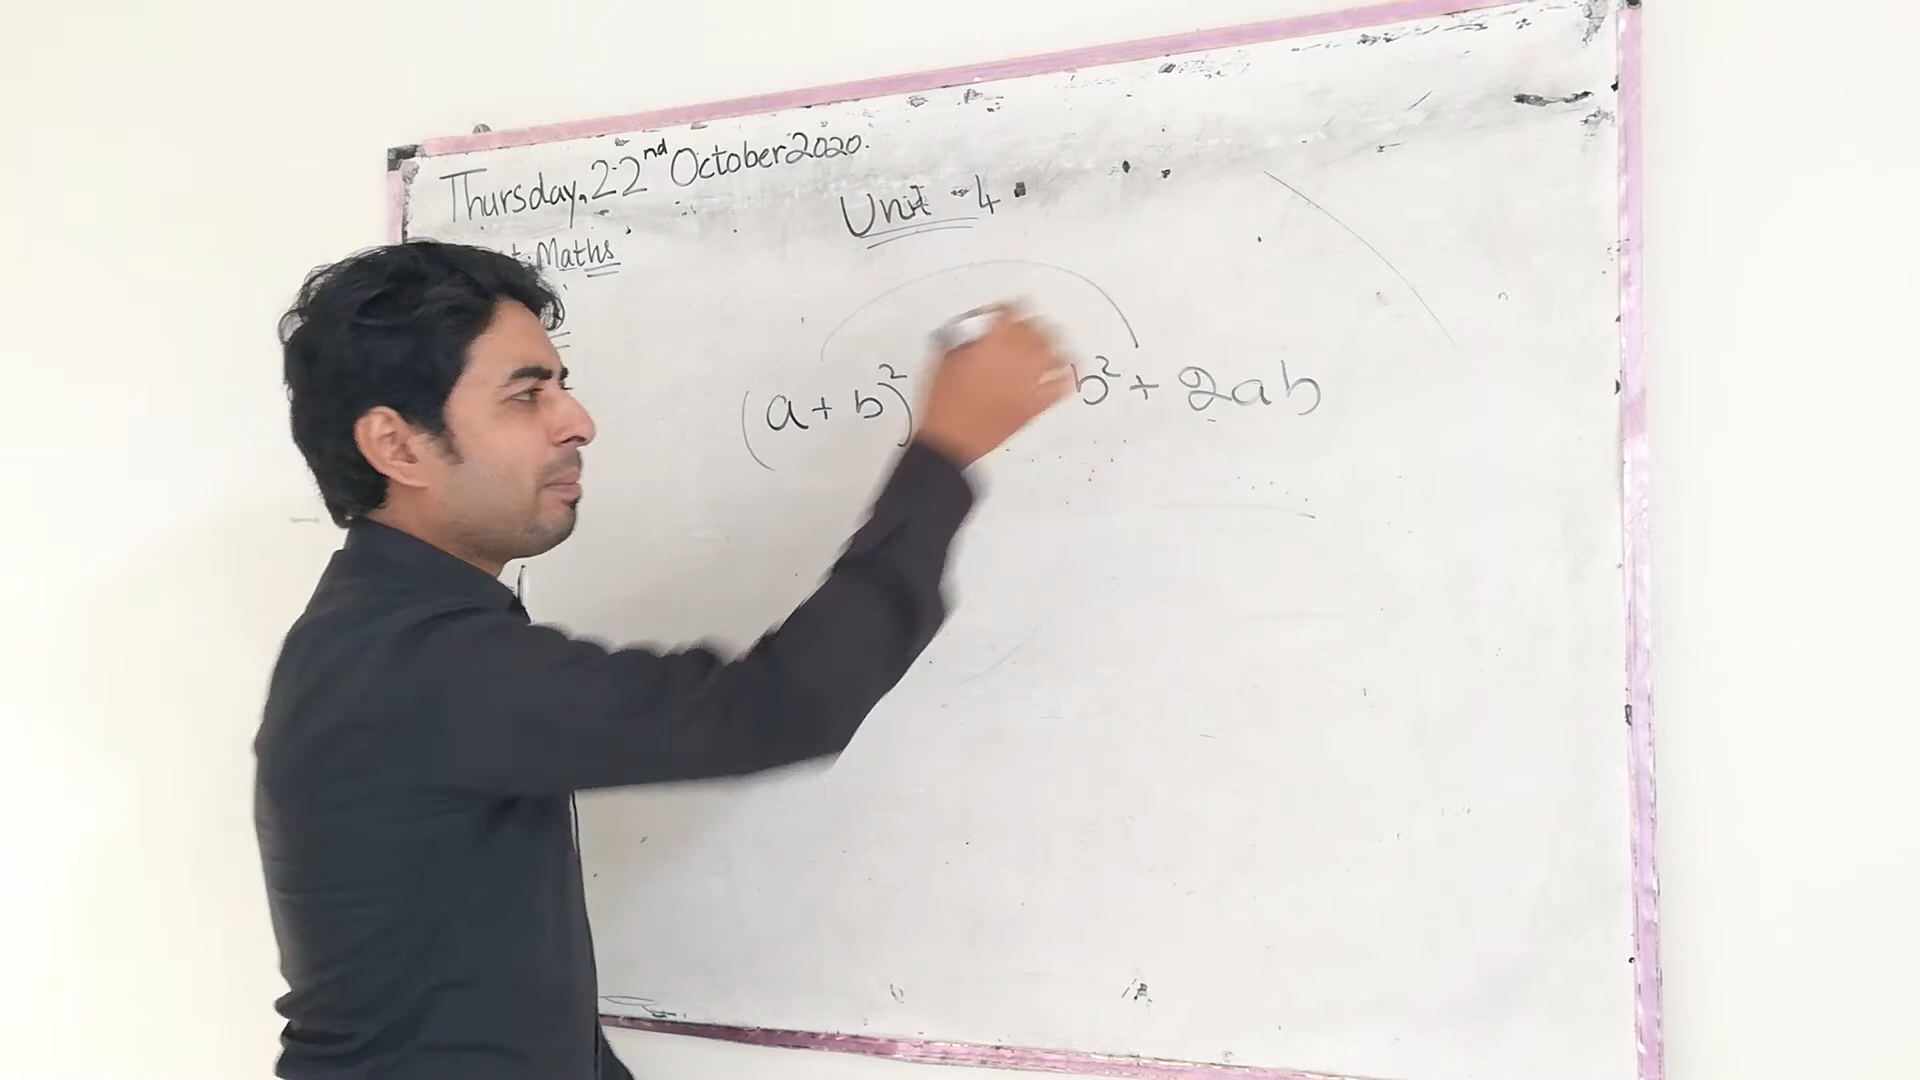 Thursday, 22nd October 2020.
Unit - 4
Maths
(a + b)² b² + 2ab